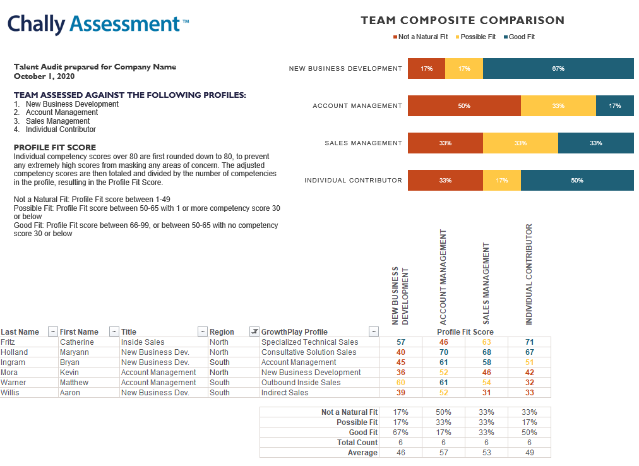 Chally Assessment™
TEAM COMPOSITE COMPARISON
Not a Natural Fit Possible Fit Good Fit
Talent Audit prepared for Company Name
October 1, 2020
NEW BUSINESS DEVELOPMENT 17% 17% 67%
TEAM ASSESSED AGAINST THE FOLLOWING PROFILES:
1. New Business Development
2. Account Management
3. Sales Management
4. Individual Contributor
ACCOUNT MANAGEMENT 50% 33% 17%
SALES MANAGEMENT 33% 33% 33%
PROFILE FIT SCORE
Individual competency scores over 80 are first rounded down to 80, to prevent
any extremely high scores from masking any areas of concern. The adjusted
competency scores are then totaled and divided by the number of competencies
in the profile, resulting in the Profile Fit Score.
INDIVIDUAL CONTRIBUTOR 33% 17% 50%
Not a Natural Fit: Profile Fit score between 1-49
Possible Fit: Profile Fit score between 50-65 with 1 or more competency score 30
or below
Good Fit: Profile Fit score between 66-99, or between 50-65 with no competency
score 30 or below
NEW BUSINESS
DEVELOPMENT
ACCOUNT MANAGEMENT
SALES MANAGEMENT
INDIVIDUAL CONTRIBUTOR
Last Name First Name Title Region GrowthPlay Profile Profile Fit Score
Fritz Catherine Inside Sales North Specialized Technical Sales 57 46 63 71
Holland Maryann New Business Dev. North Consultative Solution Sales 40 70 68 67
Ingram Bryan New Business Dev. South Account Management 45 61 58 51
Mora Kevin Account Management North New Business Development 36 52 46 42
Warner Matthew Account Management South Outbound Inside Sales 60 61 54 32
Willis Aaron New Business Dev. South Indirect Sales 39 52 31 33
Not a Natural Fit 17% 50% 33% 33%
Possible Fit 17% 33% 33% 17%
Good Fit 67% 17% 33% 50%
Total Count 6 6 6 6
Average 46 57 53 49